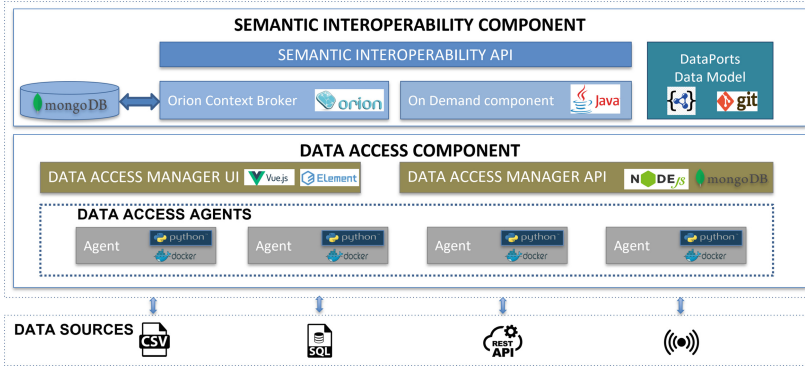 SEMANTIC INTEROPERABILITY COMPONENT
SEMANTIC INTEROPERABILITY API
mongoDB
Orion Context Broker
orion
On Demand component
Java
DataPorts
Data Model
git
DATA ACCESS COMPONENT
DATA ACCESS MANAGER UI
Vue.js
Element
DATA ACCESS MANAGER API
NODEJS
mongoDB
DATA ACCESS AGENTS
Agent
python
docker
Agent
python
docker
Agent
python
docker
Agent
python
docker
DATA SOURCES
CSV
SQL
REST
API